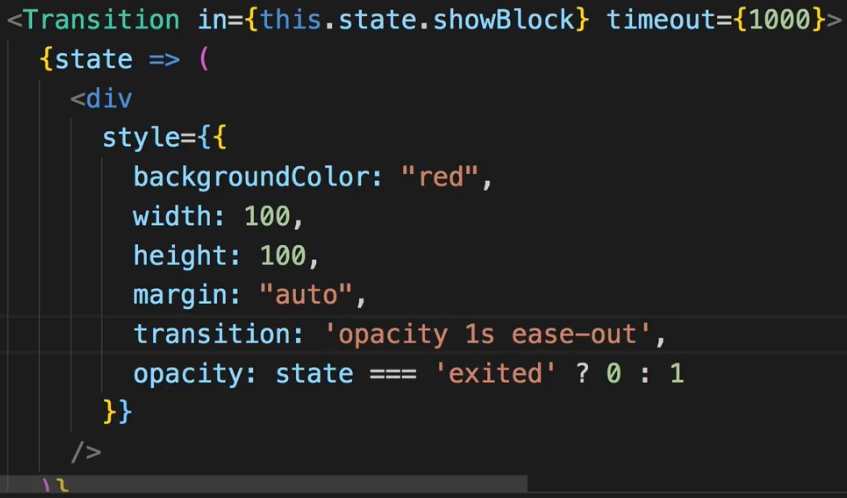 <Transition in={this.state.showBlock} timeout={1000}>
{state => (
<div
style={{
backgroundColor: "red",
width: 100,
height: 100,
margin: "auto",
transition: 'opacity 1s ease-out',
opacity: state === 'exited' ? 0 : 1
}}
/>
)}